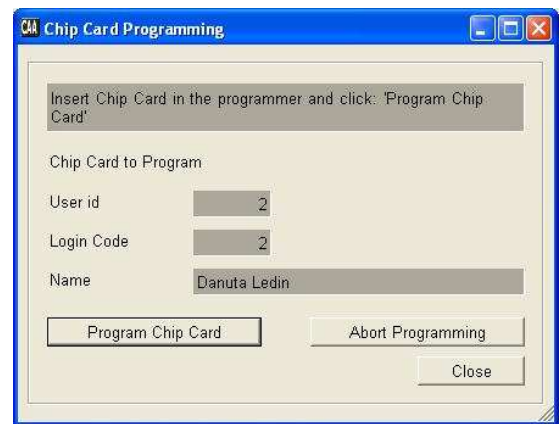 CAA Chip Card Programming
Insert Chip Card in the programmer and click: 'Program Chip
Card'
Chip Card to Program
User id 2
Login Code 2
Name Danuta Ledin
Program Chip Card Abort Programming
Close